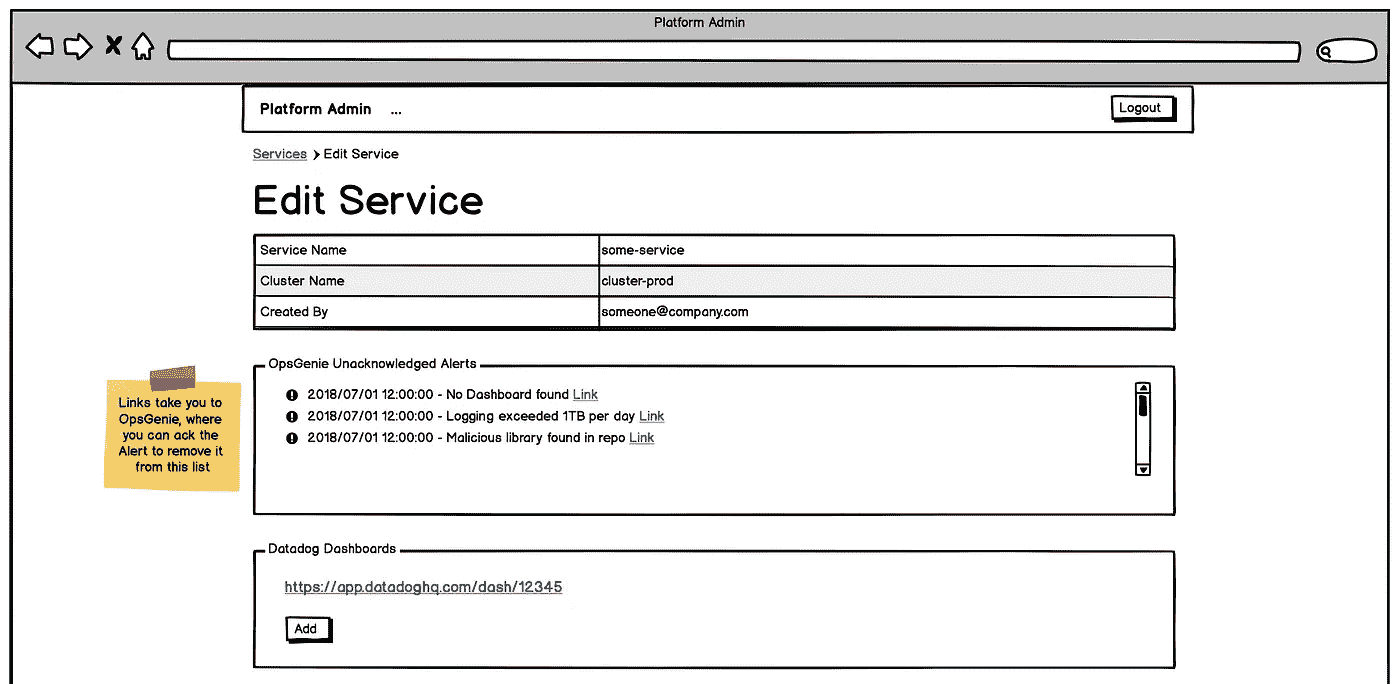 Platform Admin
Platform Admin ...
Logout
Services > Edit Service
Edit Service
Service Name some-service
Cluster Name cluster-prod
Created By someone@company.com
OpsGenie Unacknowledged Alerts
2018/07/01 12:00:00 - No Dashboard found Link
2018/07/01 12:00:00 - Logging exceeded 1TB per day Link
2018/07/01 12:00:00 - Malicious library found in repo Link
Links take you to
OpsGenie, where
you can ack the
Alert to remove it
from this list
Datadog Dashboards
https://app.datadoghq.com/dash/12345
Add